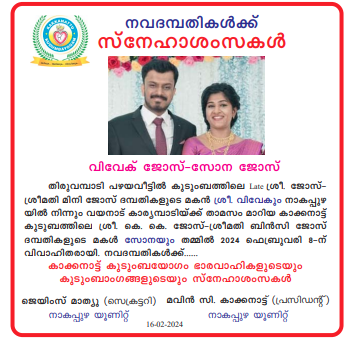 നവദമ്പതികൾക്ക്
സ്നേഹാശംസകൾ
വിവേക് ജോസ്-സോന ജോസ്
തിരുവമ്പാടി പഴയവീട്ടിൽ കുടുംബത്തിലെ Late ശ്രീ. ജോസ്-
ശ്രീമതി മിനി ജോസ് ദമ്പതികളുടെ മകൻ ശ്രീ. വിവേകും നാകപ്പുഴ
യിൽ നിന്നും വയനാട് കാര്യമ്പാടിയ്ക്ക് താമസം മാറിയ കാക്കനാട്ട്
കുടുബത്തിലെ ശ്രീ. കെ. കെ. ജോസ്-ശ്രീമതി ബിൻസി ജോസ്
ദമ്പതികളുടെ മകൾ സോനയും തമ്മിൽ 2024 ഫെബ്രുവരി 8-ന്
വിവാഹിതരായി. നവദമ്പതികൾക്ക്......
കാക്കനാട്ട് കുടുബയോഗം ഭാരവാഹികളുടെയും
കുടുബാംഗങ്ങളുടെയും സ്നേഹാശംസകൾ
ജെയിംസ് മാത്യു (സെക്രട്ടറി) മവിൻ സി. കാക്കനാട്ട് (പ്രസിഡന്റ്)
നാകപ്പുഴ യൂണിറ്റ് നാകപ്പുഴ യൂണിറ്റ്
16-02-2024